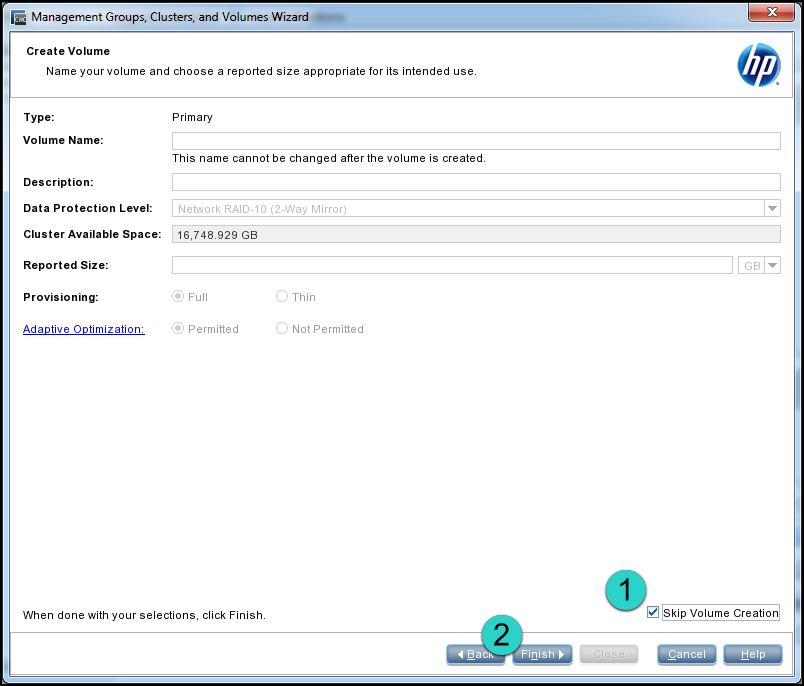 CMC Management Groups, Clusters, and Volumes Wizard
Create Volume
Name your volume and choose a reported size appropriate for its intended use.
hp
Type: Primary
Volume Name:
This name cannot be changed after the volume is created.
Description:
Data Protection Level: Network RAID-10 (2-Way Mirror)
Cluster Available Space: 16,748.929 GB
Reported Size: GB
Provisioning: Full Thin
Adaptive Optimization: Permitted Not Permitted
1
Skip Volume Creation
When done with your selections, click Finish.
2
Back Finish Close Cancel Help